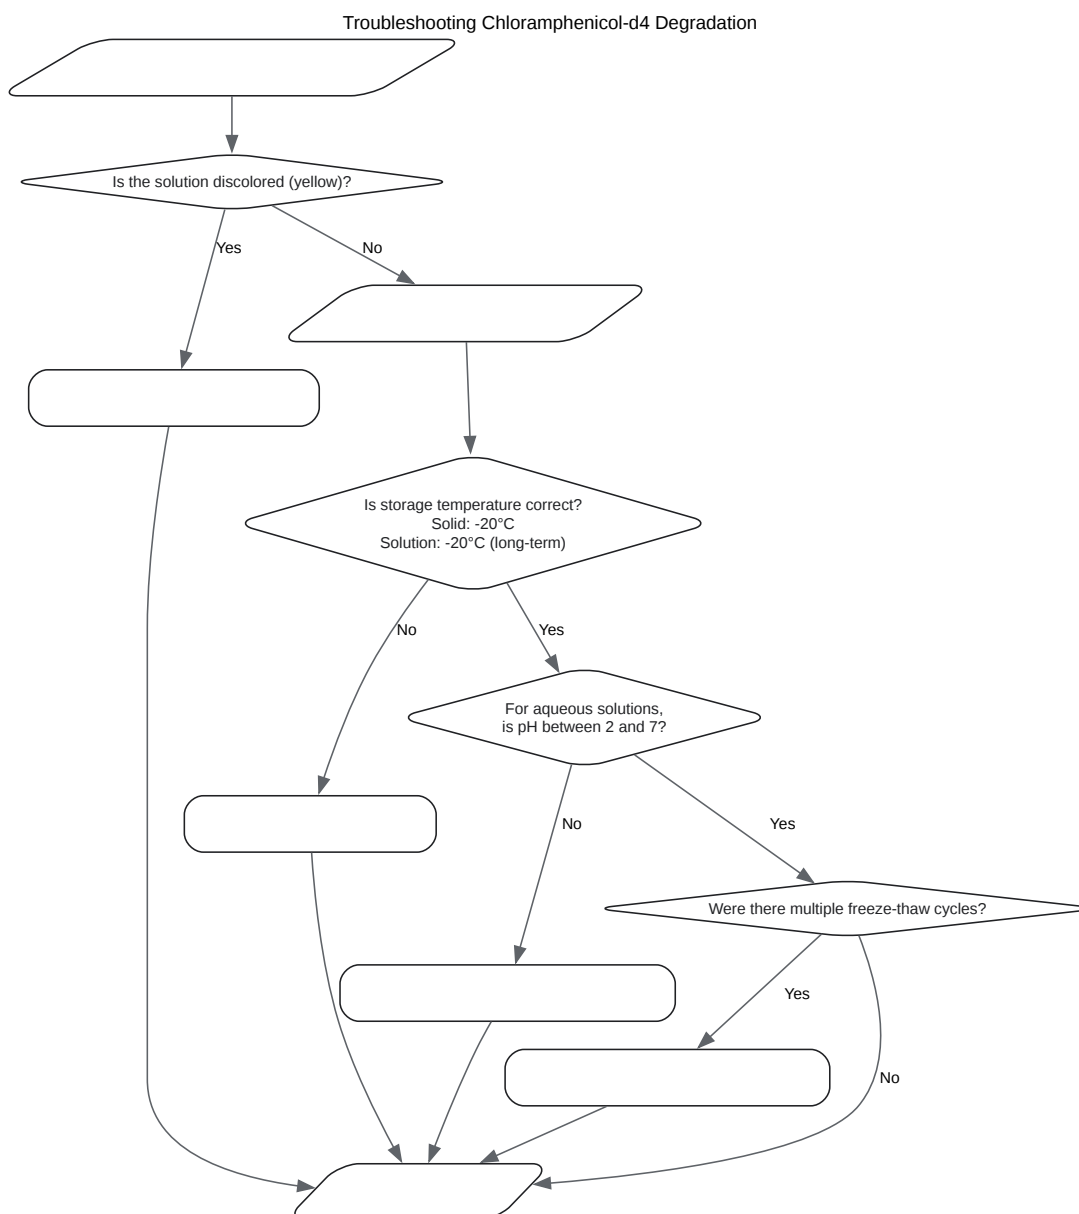 Troubleshooting Chloramphenicol-d4 Degradation
Is the solution discolored (yellow)?
Yes
No
Is storage temperature correct?
Solid: -20°C
Solution: -20°C (long-term)
No
Yes
For aqueous solutions,
is pH between 2 and 7?
No
Yes
Were there multiple freeze-thaw cycles?
Yes
No